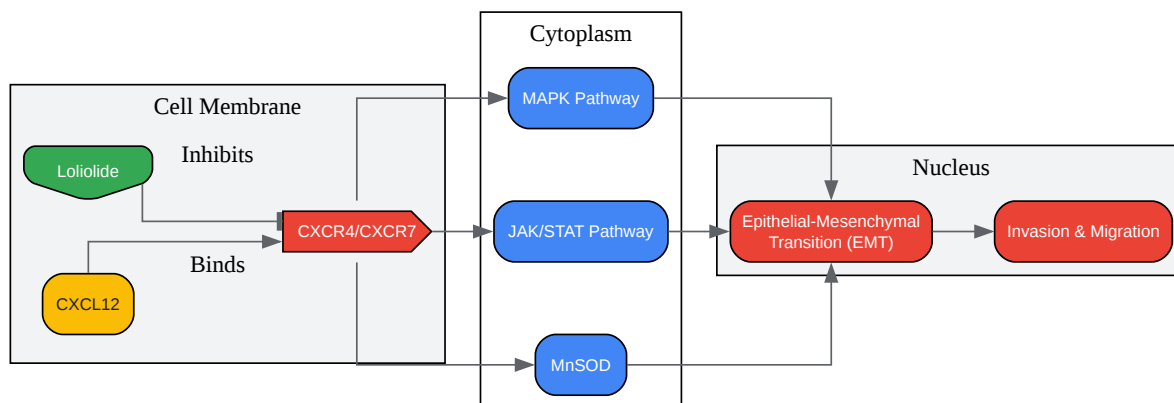 Cytoplasm
MAPK Pathway
Cell Membrane
Inhibits
Loliolide
Nucleus
CXCR4/CXCR7
JAK/STAT Pathway
Epithelial-Mesenchymal
Transition (EMT)
Invasion & Migration
Binds
CXCL12
MnSOD